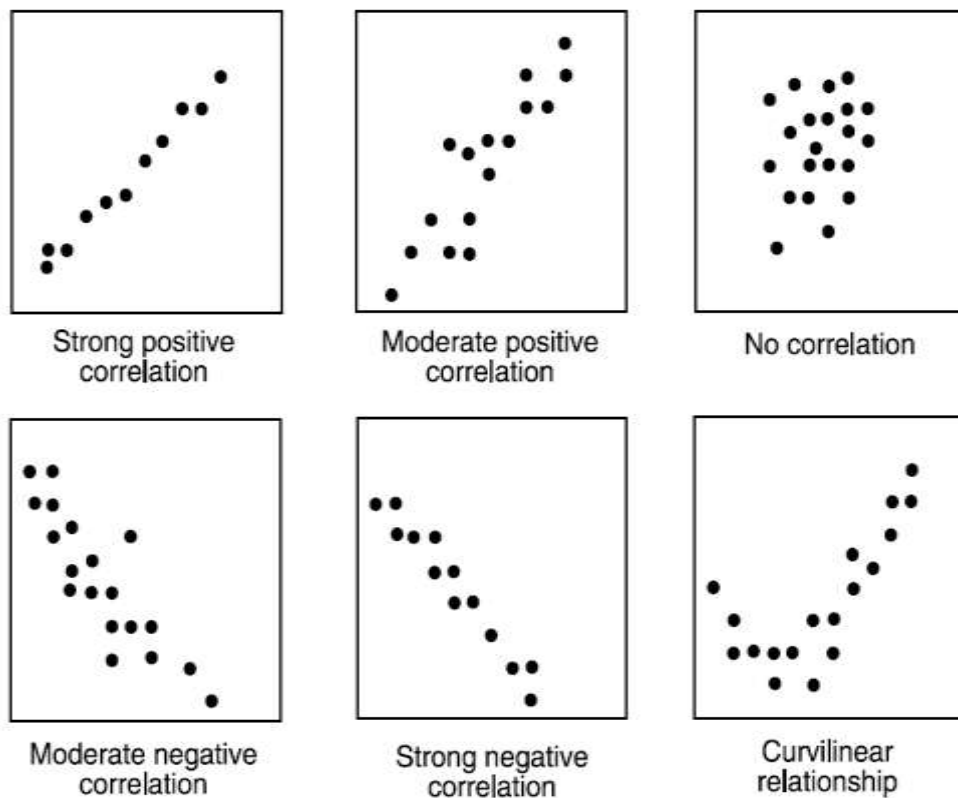 Strong positive
correlation
Moderate positive
correlation
No correlation
Moderate negative
correlation
Strong negative
correlation
Curvilinear
relationship